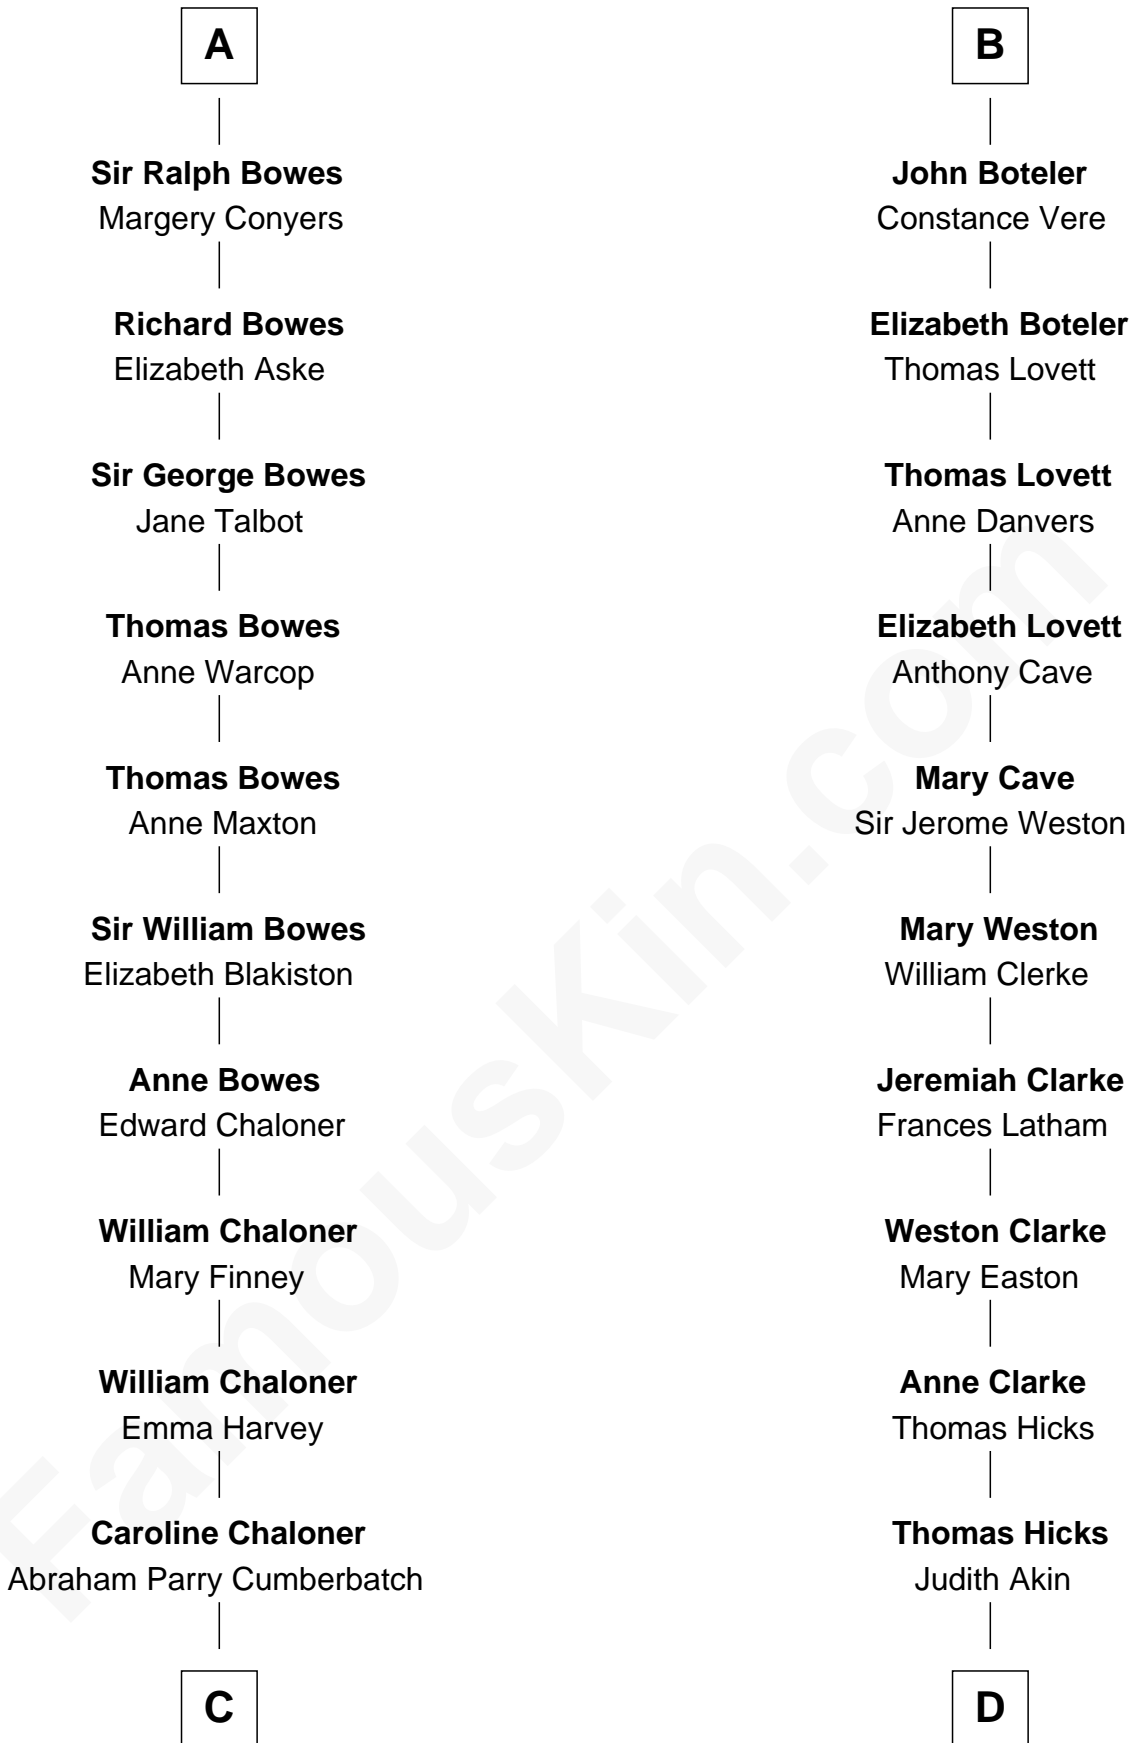 A
Sir Ralph Bowes
Margery Conyers
Richard Bowes
Elizabeth Aske
Sir George Bowes
Jane Talbot
Thomas Bowes
Anne Warcop
Thomas Bowes
Anne Maxton
Sir William Bowes
Elizabeth Blakiston
Anne Bowes
Edward Chaloner
William Chaloner
Mary Finney
William Chaloner
Emma Harvey
Caroline Chaloner
Abraham Parry Cumberbatch
C
B
John Boteler
Constance Vere
Elizabeth Boteler
Thomas Lovett
Thomas Lovett
Anne Danvers
Elizabeth Lovett
Anthony Cave
Mary Cave
Sir Jerome Weston
Mary Weston
William Clerke
Jeremiah Clarke
Frances Latham
Weston Clarke
Mary Easton
Anne Clarke
Thomas Hicks
Thomas Hicks
Judith Akin
D
FamousKin.com